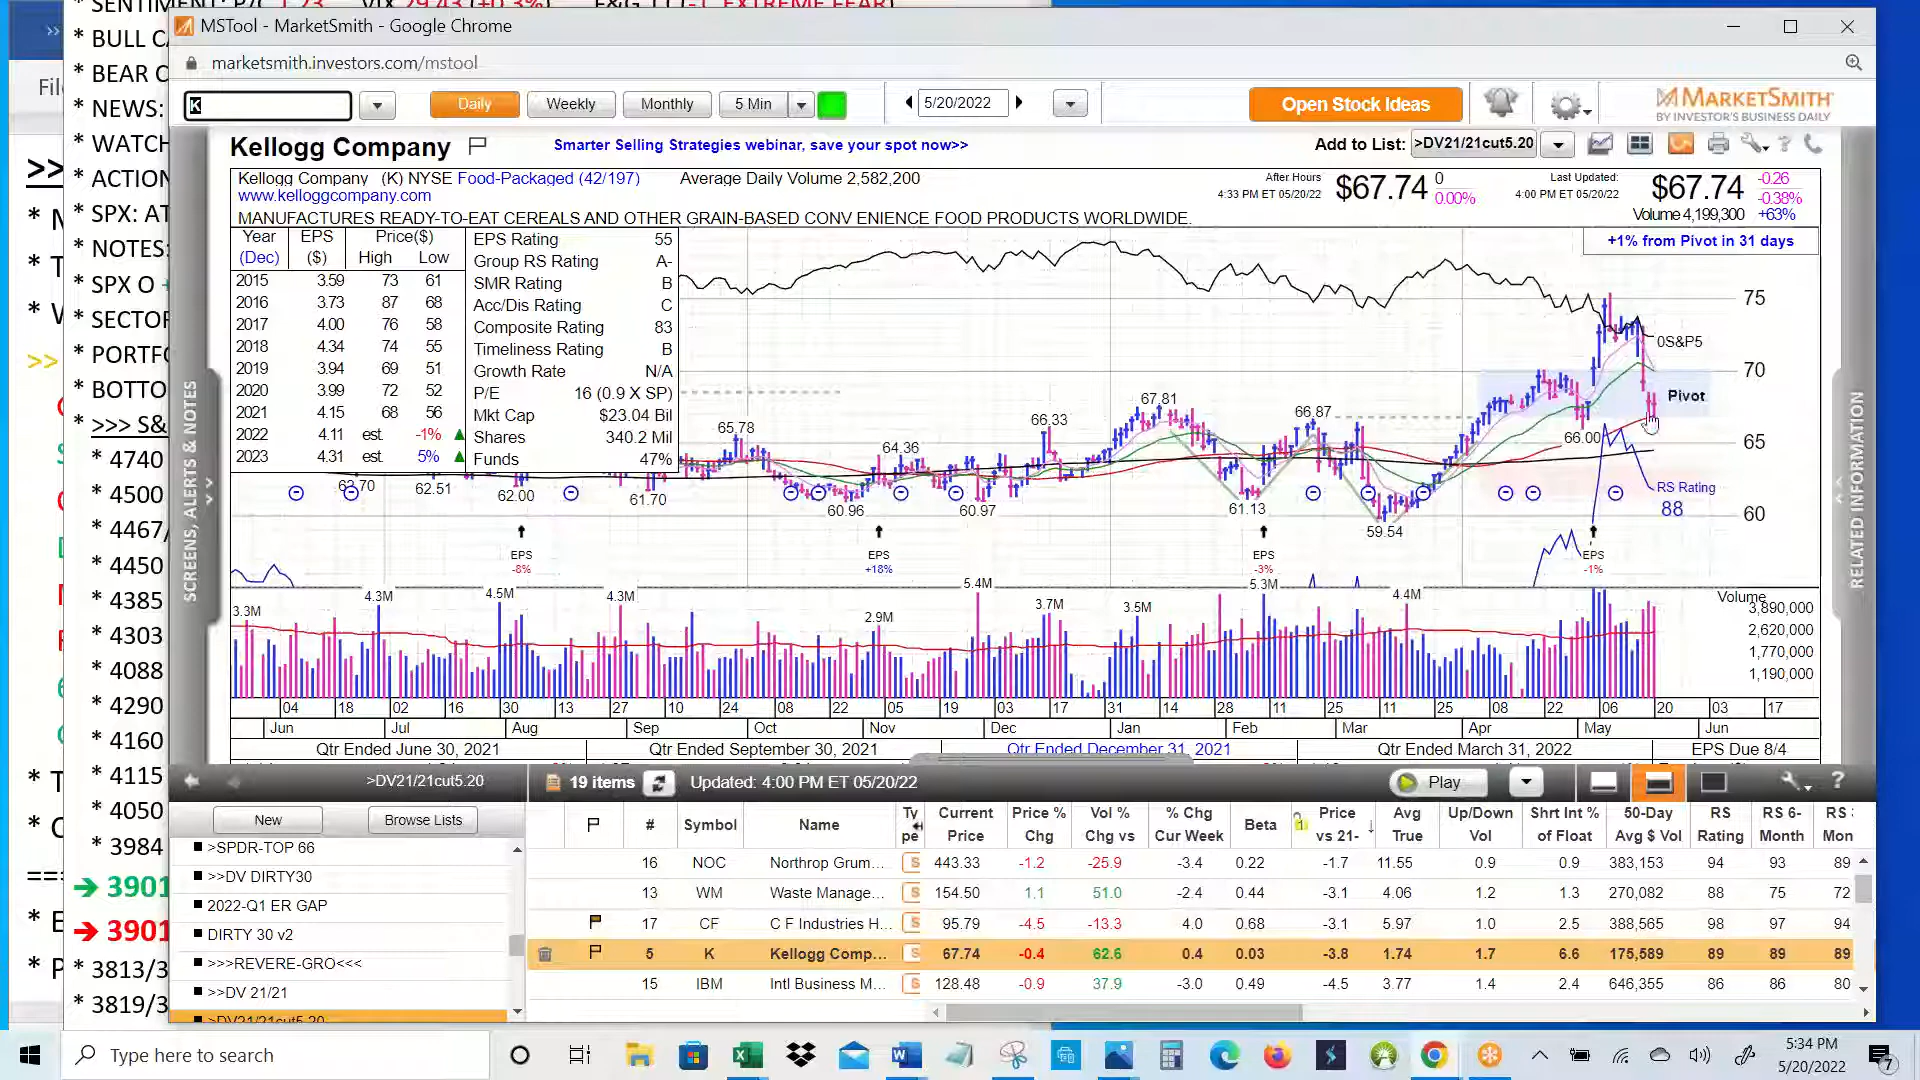 MSTool - MarketSmith - Google Chrome
marketsmith.investors.com/mstool
K
Daily
Weekly
Monthly
5 Min
5/20/2022
Open Stock Ideas
MARKETSMITH
BY INVESTOR'S BUSINESS DAILY
Kellogg Company
Smarter Selling Strategies webinar, save your spot now>>
Add to List:
>DV21/21cut5.20
Kellogg Company (K) NYSE Food-Packaged (42/197) Average Daily Volume 2,582,200
www.kelloggcompany.com
MANUFACTURES READY-TO-EAT CEREALS AND OTHER GRAIN-BASED CONV ENIENCE FOOD PRODUCTS WORLDWIDE.
After Hours
4:33 PM ET 05/20/22
$67.74
0
0.00%
Last Updated:
4:00 PM ET 05/20/22
$67.74
-0.26
-0.38%
Volume 4,199,300 +63%
+1% from Pivot in 31 days
Year EPS Price($)
(Dec) ($) High Low
2015 3.59 73 61
2016 3.73 87 68
2017 4.00 76 58
2018 4.34 74 55
2019 3.94 69 51
2020 3.99 72 52
2021 4.15 68 56
2022 4.11 est. -1%
2023 4.31 est. 5%
EPS Rating 55
Group RS Rating A-
SMR Rating B
Acc/Dis Rating C
Composite Rating 83
Timeliness Rating B
Growth Rate N/A
P/E 16 (0.9 X SP)
Mkt Cap $23.04 Bil
Shares 340.2 Mil
Funds 47%
75
0S&P5
70
Pivot
65
60
RS Rating
88
62.70
62.51
62.00
61.70
65.78
60.96
64.36
60.97
66.33
67.81
61.13
66.87
59.54
66.00
EPS
-8%
EPS
+18%
EPS
-3%
EPS
-1%
3.3M
4.3M
4.5M
4.3M
2.9M
5.4M
3.7M
3.5M
5.3M
4.4M
Volume
3,890,000
2,620,000
1,770,000
1,190,000
04 18 02 16 30 13 27 10 24 08 22 05 19 03 17 31 14 28 11 25 11 25 08 22 06 20 03 17
Jun Jul Aug Sep Oct Nov Dec Jan Feb Mar Apr May Jun
Qtr Ended June 30, 2021
Qtr Ended September 30, 2021
Qtr Ended December 31, 2021
Qtr Ended March 31, 2022
EPS Due 8/4
SCREENS, ALERTS & NOTES
RELATED INFORMATION
>DV21/21cut5.20
19 items
Updated: 4:00 PM ET 05/20/22
Play
New
Browse Lists
>SPDR-TOP 66
>>DV DIRTY30
2022-Q1 ER GAP
DIRTY 30 v2
>>>REVERE-GRO<<<
>>DV 21/21
>DV21/21cut5.20
# Symbol Name Type Current Price Price % Chg Vol % Chg vs % Chg Cur Week Beta Price vs 21- Avg True Up/Down Vol Shrt Int % of Float 50-Day Avg $ Vol RS Rating RS 6-Month
16 NOC Northrop Grum... S 443.33 -1.2 -25.9 -3.4 0.22 -1.7 11.55 0.9 0.9 383,153 94 93 89
13 WM Waste Manage... S 154.50 1.1 51.0 -2.4 0.44 -3.1 4.06 1.2 1.3 270,082 88 75 72
17 CF C F Industries H... S 95.79 -4.5 -13.3 4.0 0.68 -3.1 5.97 1.0 2.5 388,565 98 97 94
5 K Kellogg Comp... S 67.74 -0.4 62.6 0.4 0.03 -3.8 1.74 1.7 6.6 175,589 89 89 89
15 IBM Intl Business M... S 128.48 -0.9 37.9 -3.0 0.49 -4.5 3.77 1.4 2.4 646,355 86 86 80
* BEAR
* NEWS:
* WATCH
* ACTION
* SPX: AT
* NOTES:
* SPX O
* SECTOR
* PORTF
* BOTTO
* >>> S&
* 4740
* 4500
* 4467/
* 4450
* 4385
* 4303
* 4088
* 4290
* 4160
* 4115
* 4050
* 3984
3901
3901
* 3813/3
* 3819/3
Type here to search
5:34 PM
5/20/2022
7